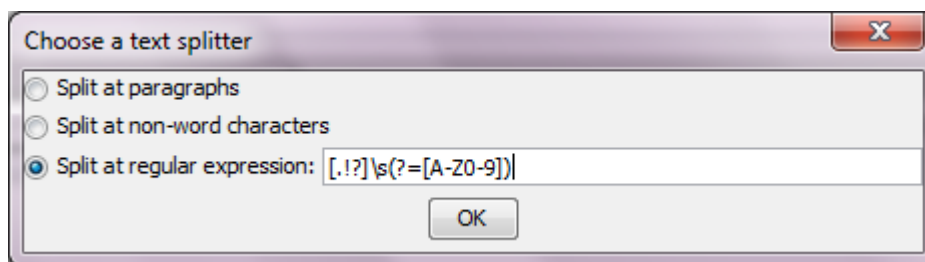 Choose a text splitter
Split at paragraphs
Split at non-word characters
Split at regular expression: [.!?]\s(?=[A-Z0-9])
OK